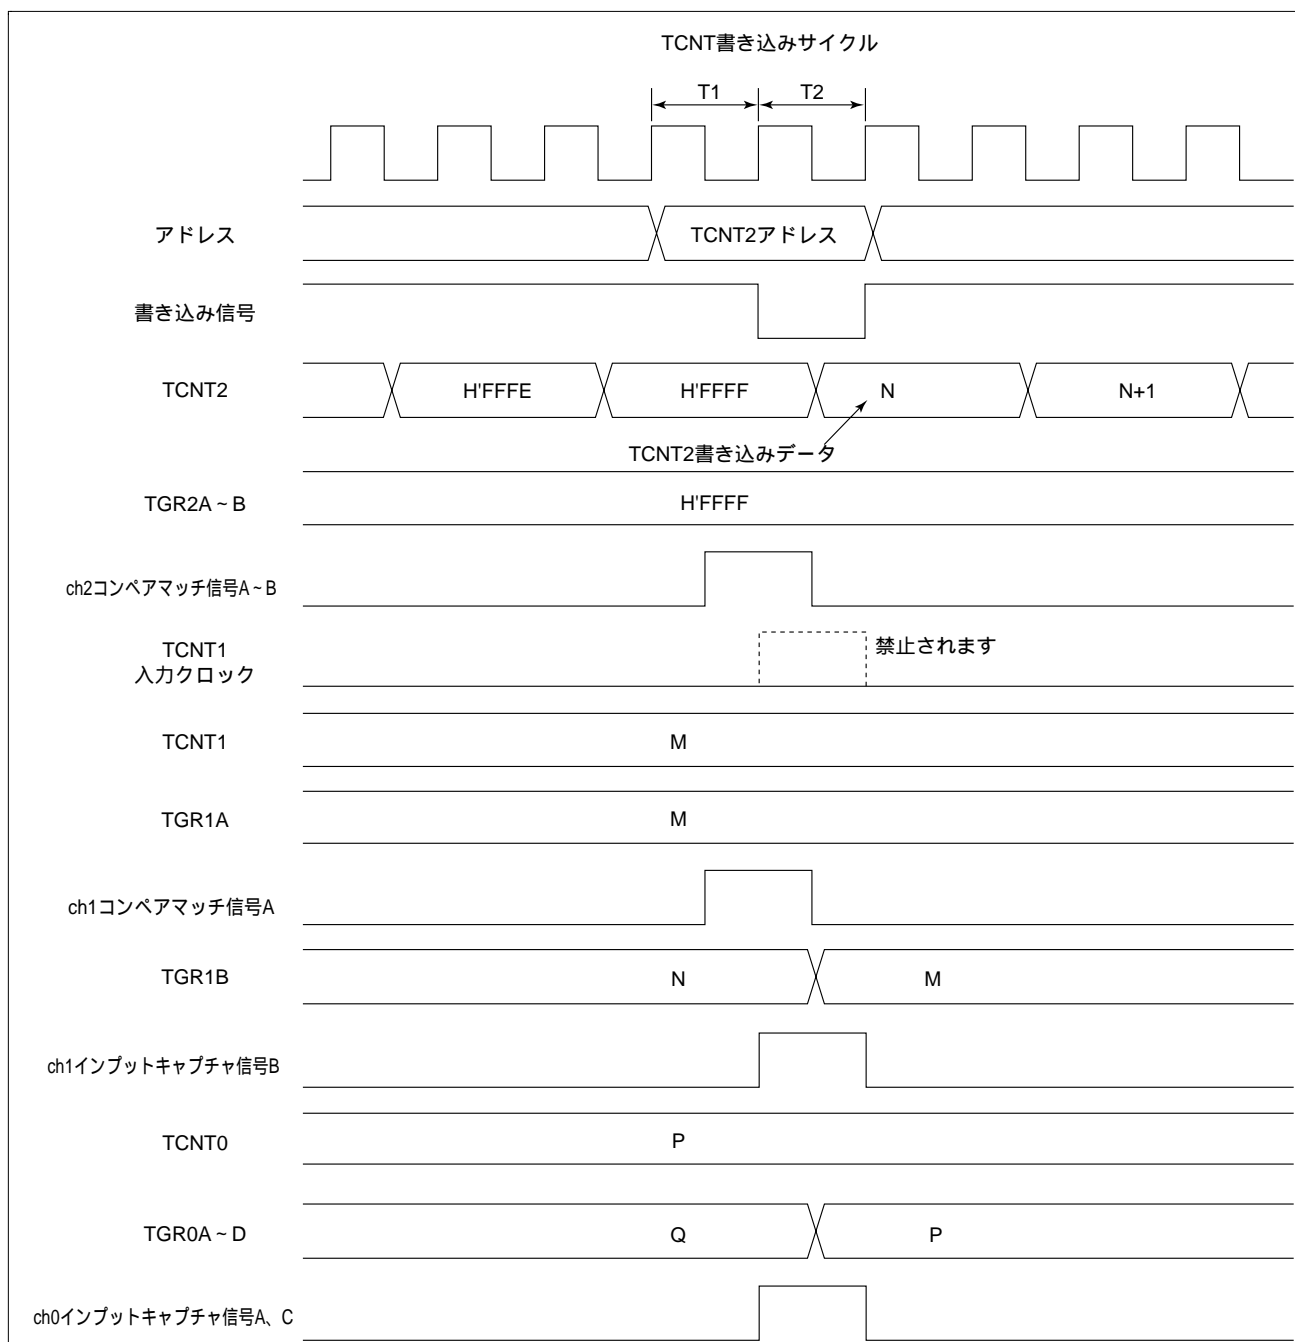 TCNT書き込みサイクル
T1 T2
アドレス TCNT2アドレス
書き込み信号
TCNT2 H'FFFE H'FFFF N N+1
TCNT2書き込みデータ
TGR2A～B H'FFFF
ch2コンペアマッチ信号A～B
TCNT1
入力クロック
禁止されます
TCNT1 M
TGR1A M
ch1コンペアマッチ信号A
TGR1B N M
ch1インプットキャプチャ信号B
TCNT0 P
TGR0A～D Q P
ch0インプットキャプチャ信号A、C